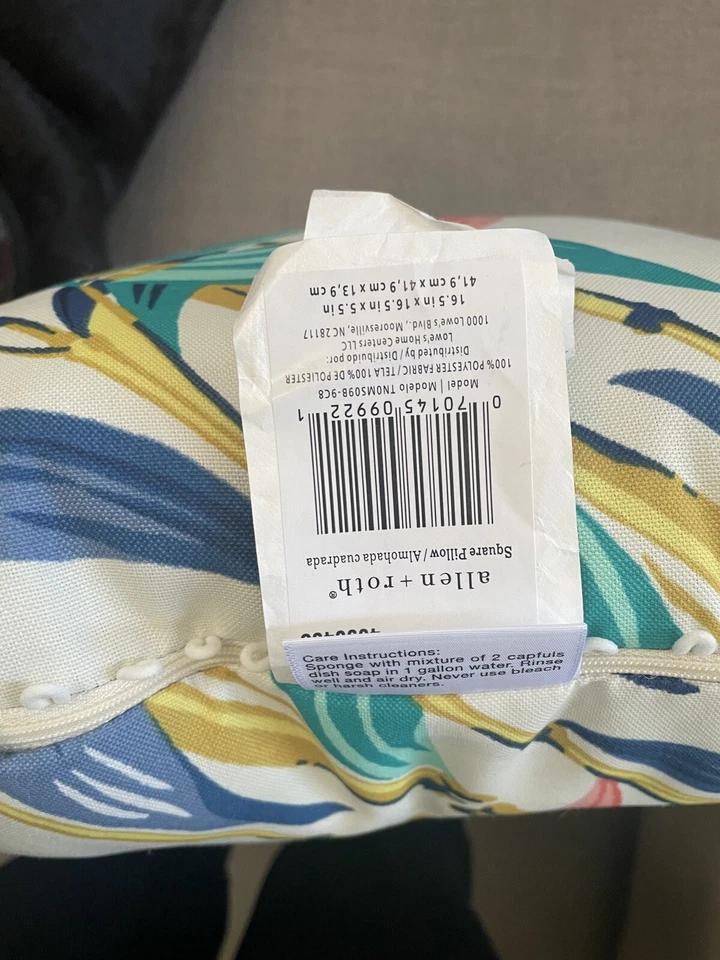 allen + roth®
Square Pillow / Almohada cuadrada
0 70145 09922 1
Model | Modelo TN0M509B-9C8
100% POLYESTER FABRIC / TELA 100% DE POLIESTER
Distributed by / Distribuido por:
Lowe's Home Centers LLC
1000 Lowe's Blvd., Mooresville, NC 28117
16.5 in x 16.5 in x 5.5 in
41,9 cm x 41,9 cm x 13,9 cm
Care Instructions:
Sponge with mixture of 2 capfuls
dish soap in 1 gallon water. Rinse
well and air dry. Never use bleach
or harsh cleaners.